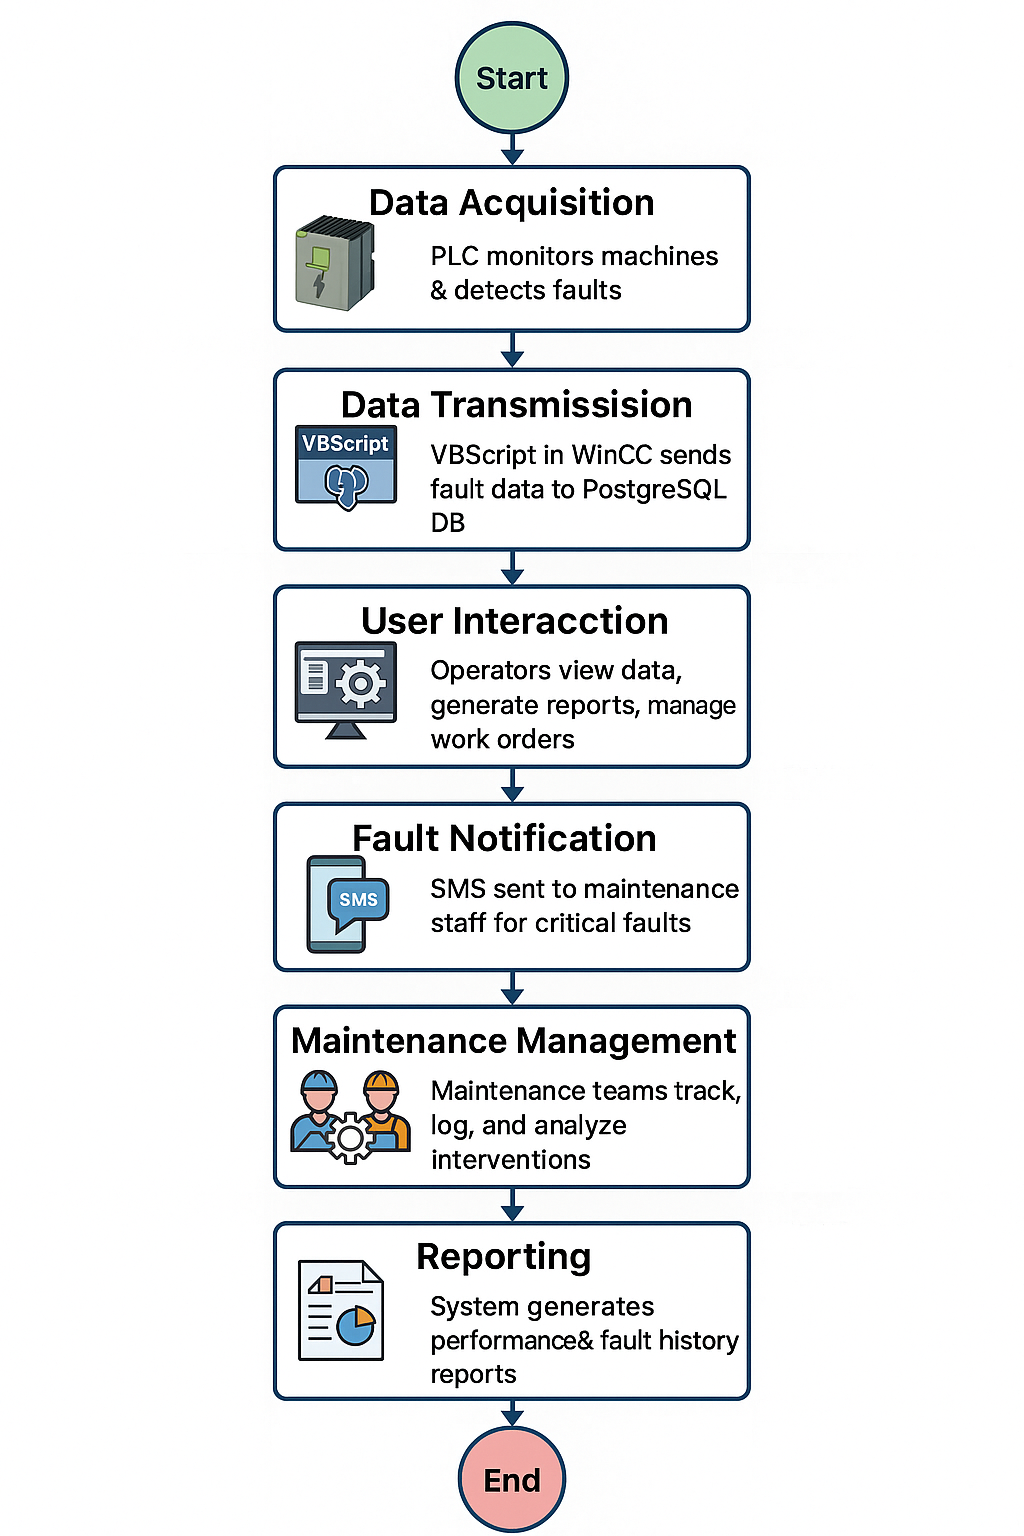 Start
Data Acquisition
PLC monitors machines
& detects faults
Data Transmissision
VBScript
VBScript in WinCC sends
fault data to PostgreSQL
DB
User Interacction
Operators view data,
generate reports, manage
work orders
Fault Notification
SMS
SMS sent to maintenance
staff for critical faults
Maintenance Management
Maintenance teams track,
log, and analyze
interventions
Reporting
System generates
performance& fault history
reports
End